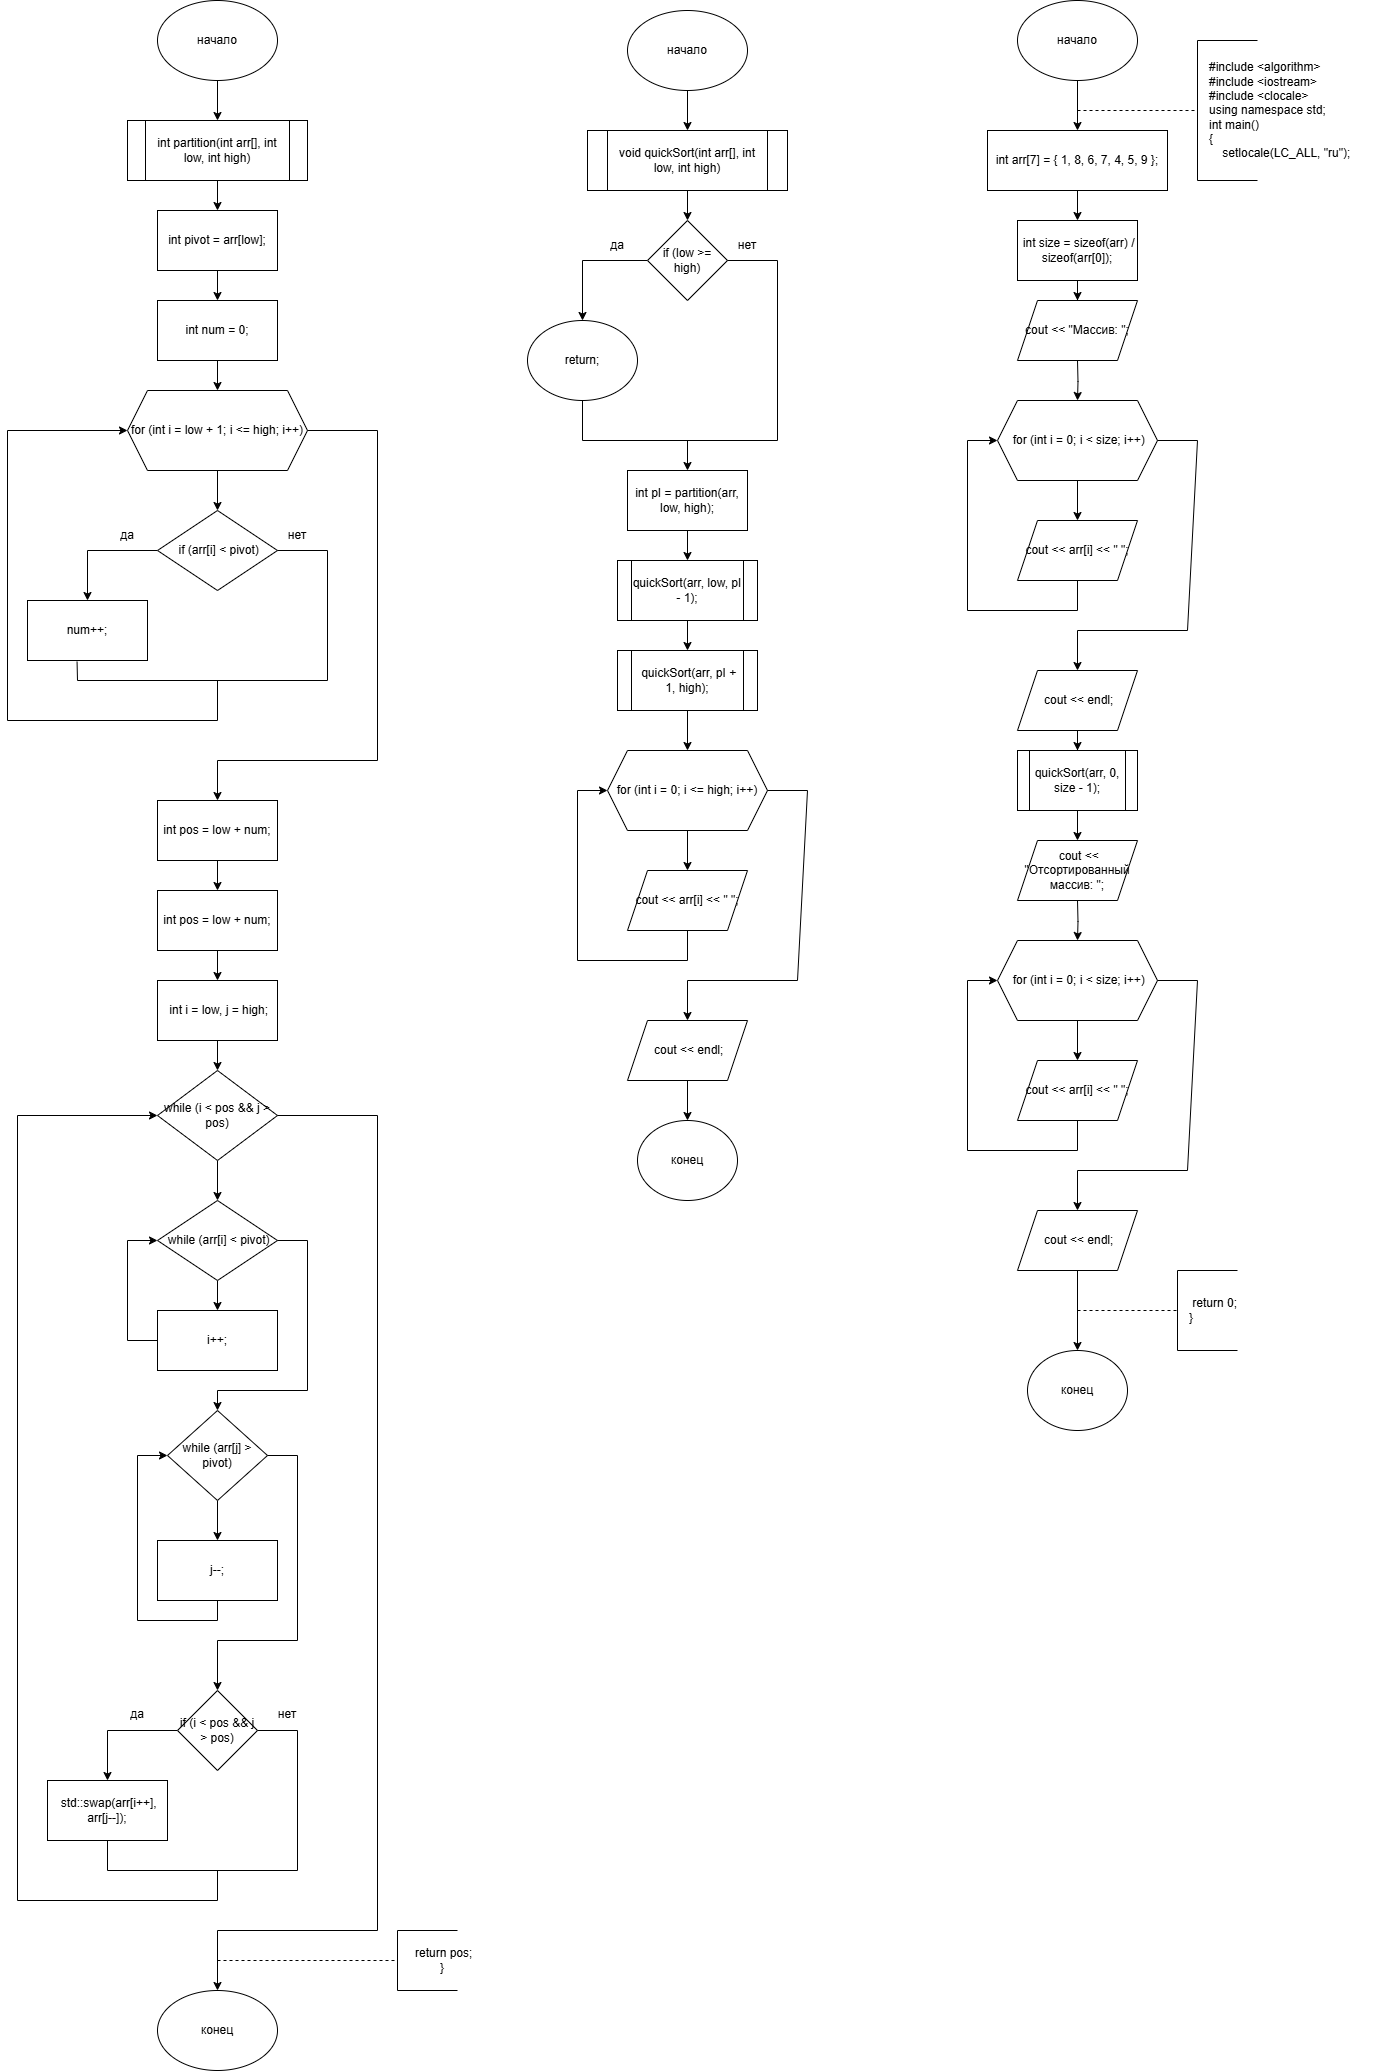 начало
int partition(int arr[], int
low, int high)
int pivot = arr[low];
int num = 0;
for (int i = low + 1; i <= high; i++)
if (arr[i] < pivot)
да
нет
num++;
int pos = low + num;
int pos = low + num;
int i = low, j = high;
while (i < pos && j >
pos)
while (arr[i] < pivot)
i++;
while (arr[j] >
pivot)
j--;
if (i < pos && j
> pos)
да
нет
std::swap(arr[i++],
arr[j--]);
return pos;
}
конец
начало
void quickSort(int arr[], int
low, int high)
if (low >=
high)
да
нет
return;
int pl = partition(arr,
low, high);
quickSort(arr, low, pl
- 1);
quickSort(arr, pl +
1, high);
for (int i = 0; i <= high; i++)
cout << arr[i] << " ";
cout << endl;
конец
начало
#include <algorithm>
#include <iostream>
#include <clocale>
using namespace std;
int main()
{
setlocale(LC_ALL, "ru");
int arr[7] = { 1, 8, 6, 7, 4, 5, 9 };
int size = sizeof(arr) /
sizeof(arr[0]);
cout << "Массив: ";
for (int i = 0; i < size; i++)
cout << arr[i] << " ";
cout << endl;
quickSort(arr, 0,
size - 1);
cout <<
"Отсортированный
массив: ";
for (int i = 0; i < size; i++)
cout << arr[i] << " ";
cout << endl;
return 0;
}
конец